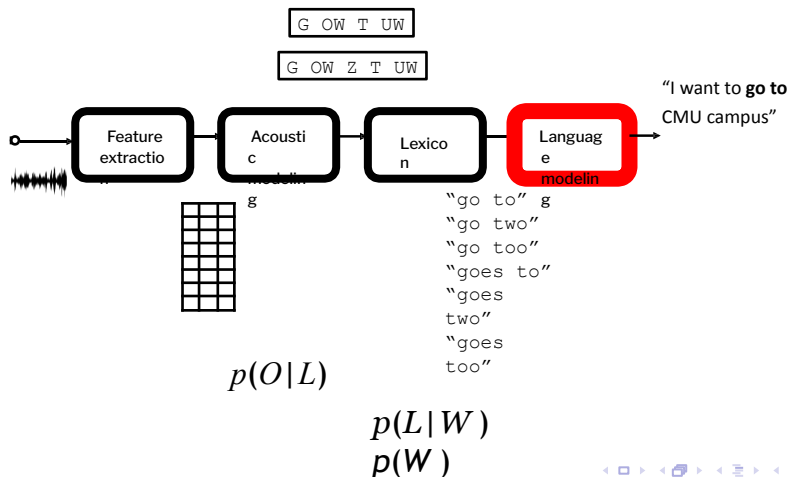 G OW T UW
G OW Z T UW
"I want to go to
CMU campus"
Feature
extractio
n
Acousti
c
modelin
g
Lexico
n
Languag
e
modelin
g
"go to"
"go two"
"go too"
"goes to"
"goes
two"
"goes
too"
p(O|L)
p(L|W)
p(W)